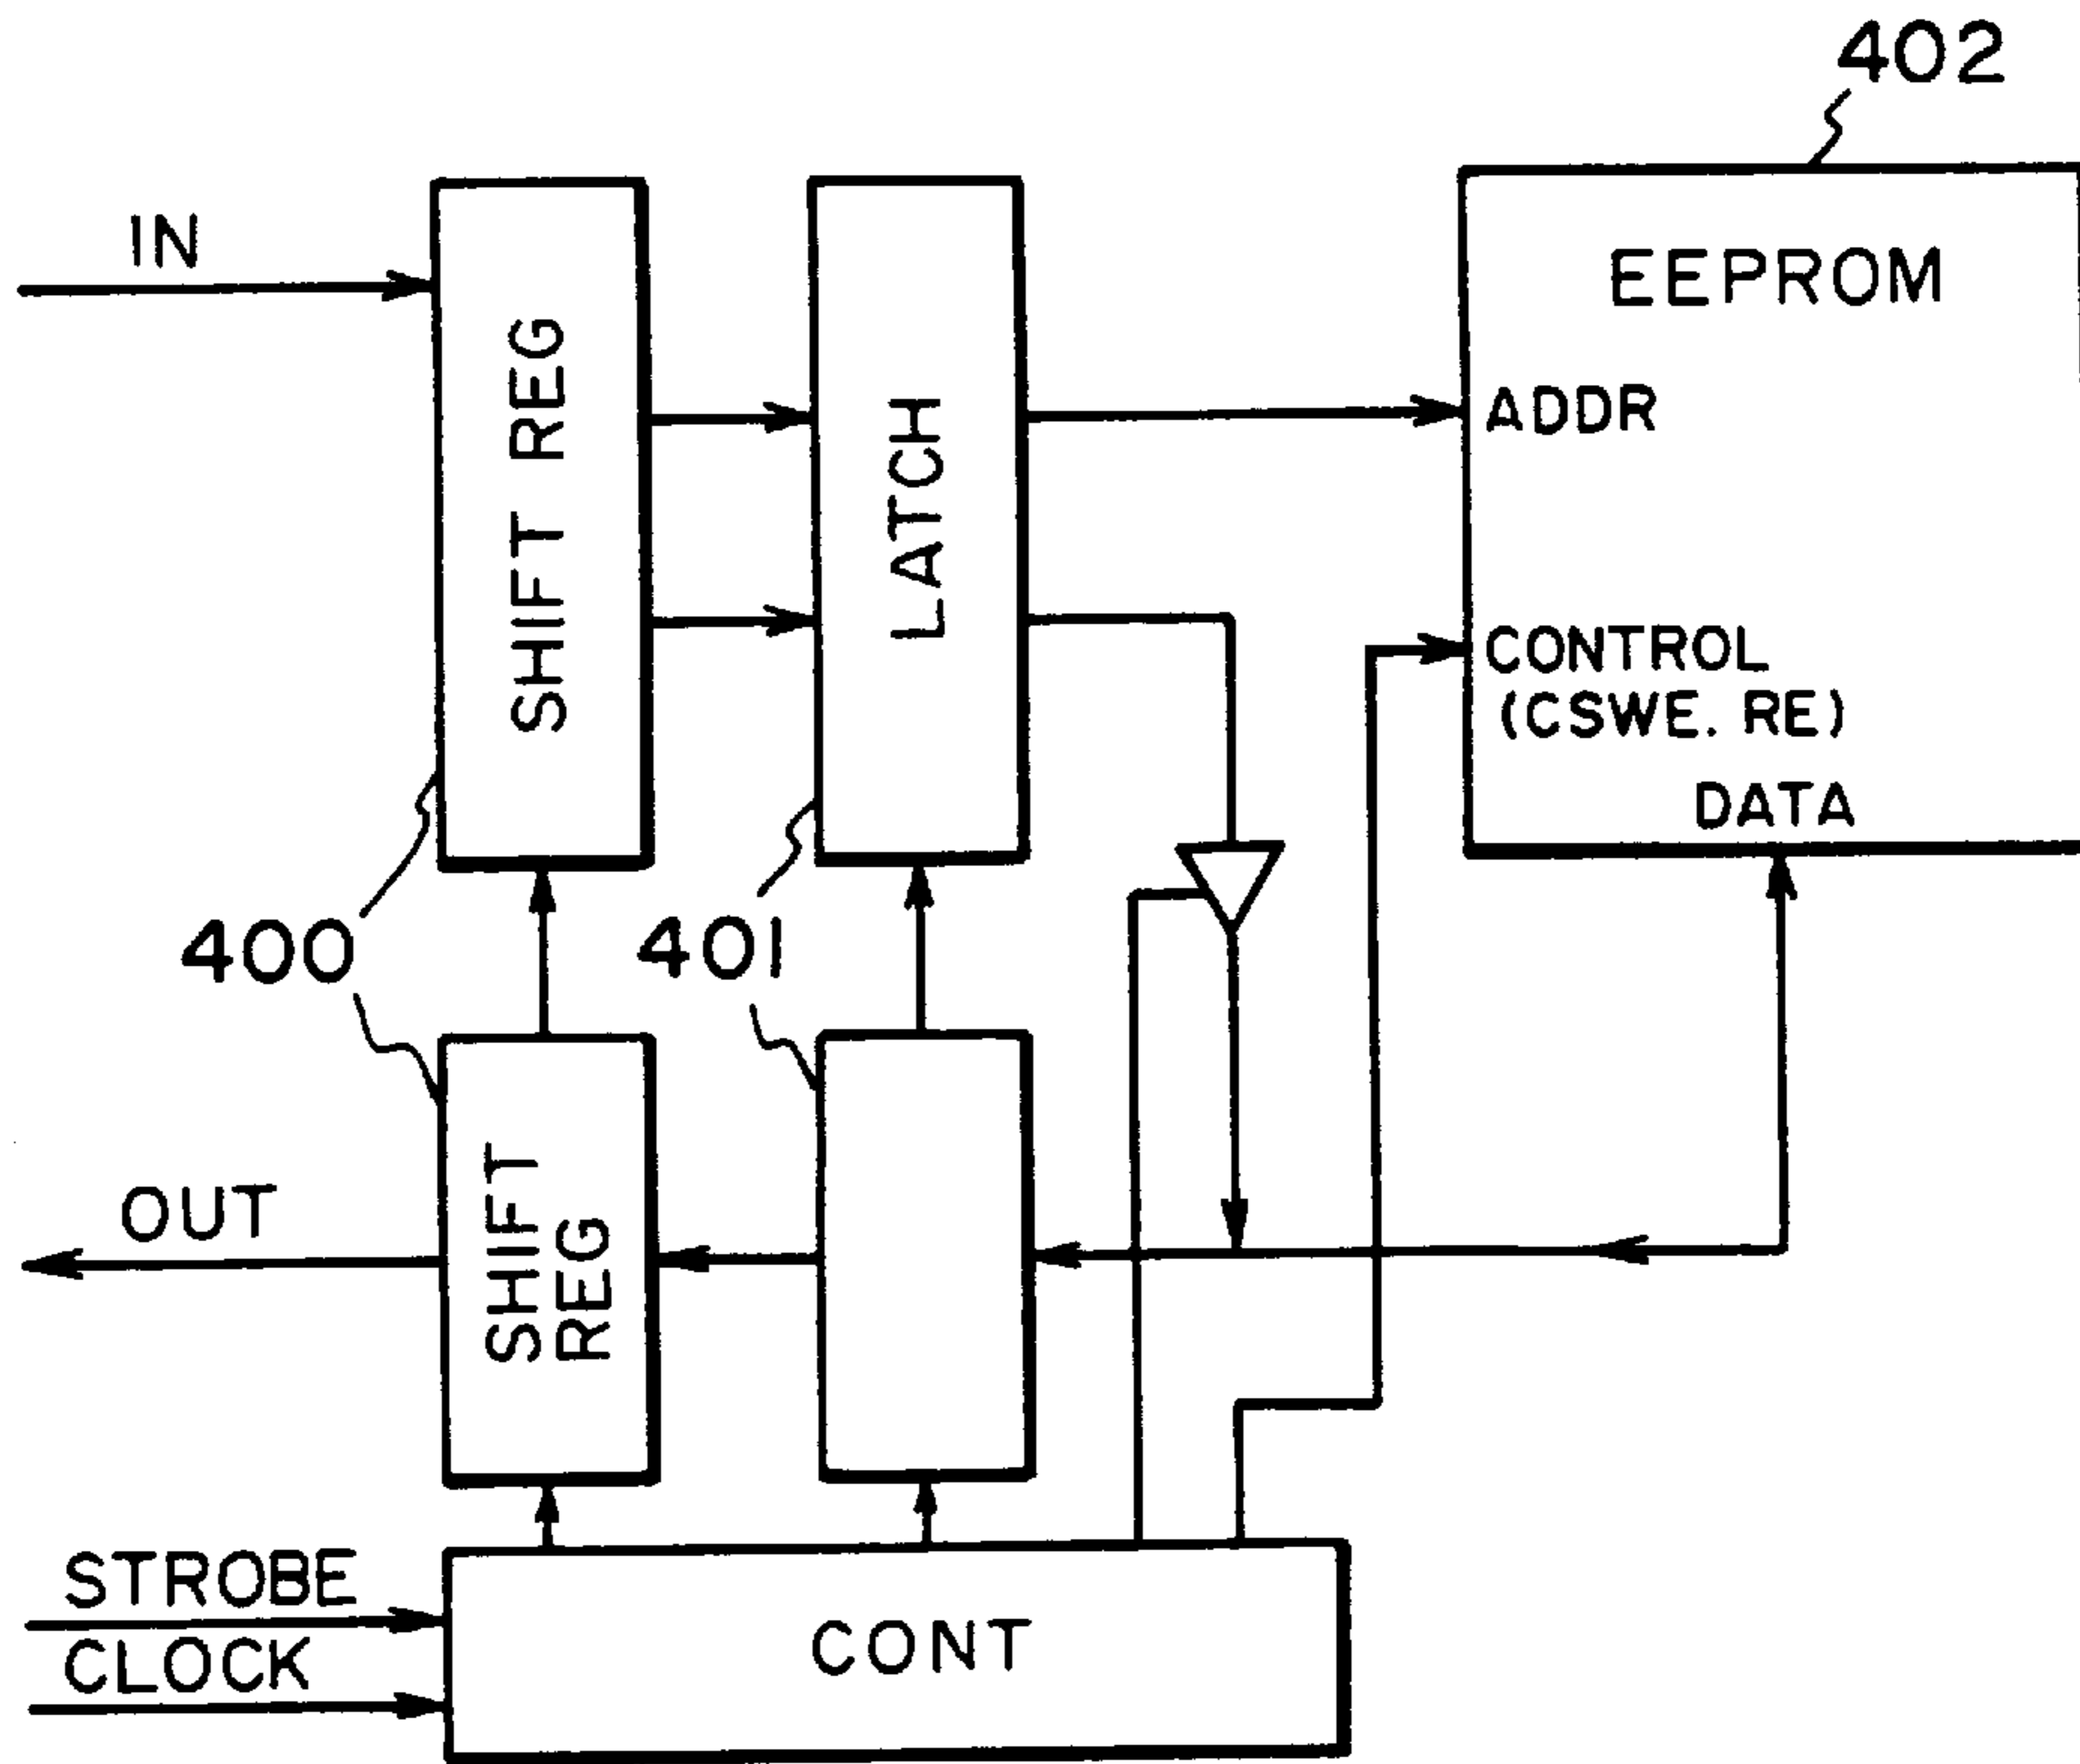 402
IN
EEPROM
SHIFT REG
LATCH
ADDR
CONTROL
(CSWE. RE)
DATA
400
401
OUT
SHIFT
REG
STROBE
CLOCK
CONT